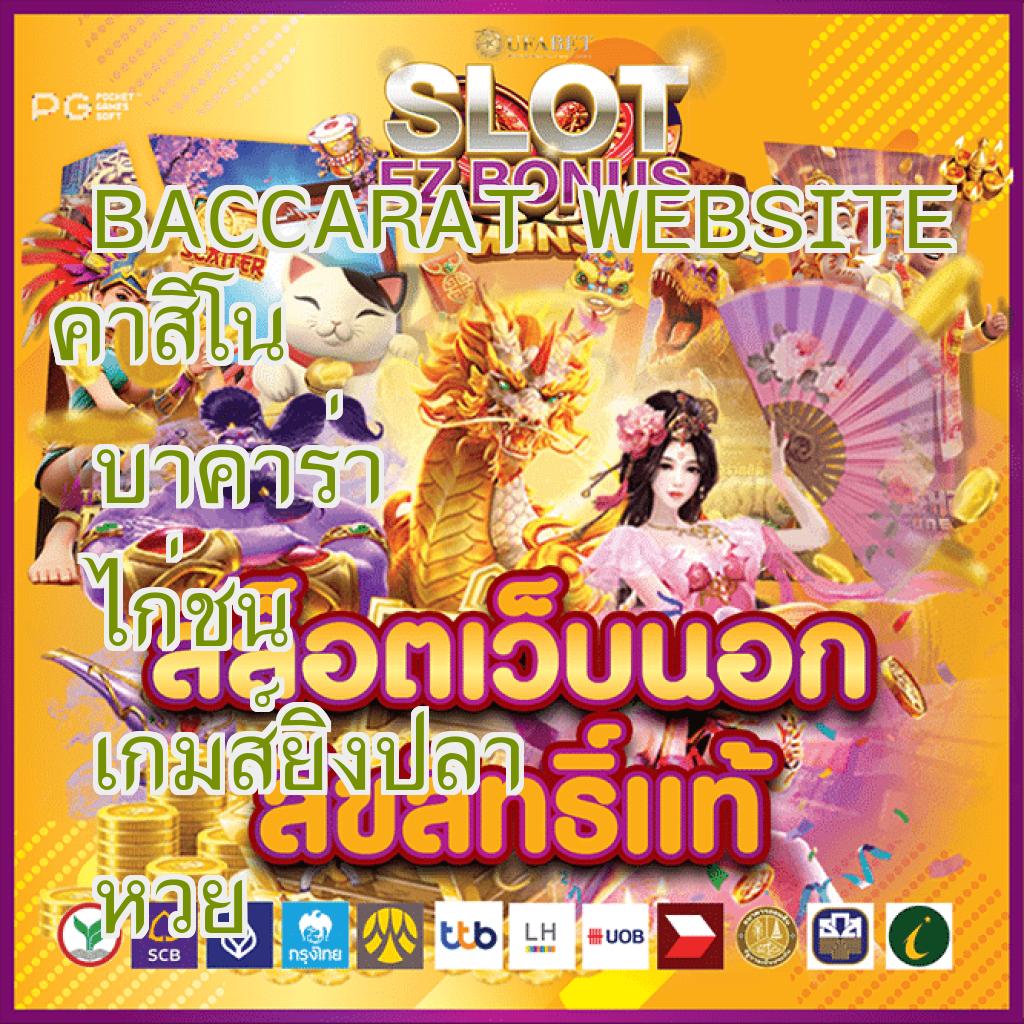 UFABET
SLOT
PG POCKET GAMES SOFT
EZ BONUS
BACCARAT WEBSITE
WINS
SCATTER
คาสิโน
บาคาร่า
ไก่ชน
สล็อตเว็บนอก
เกมส์ยิงปลา
ลิขสิทธิ์แท้
หวย
SCB
กรุงไทย
ttb
LH
UOB